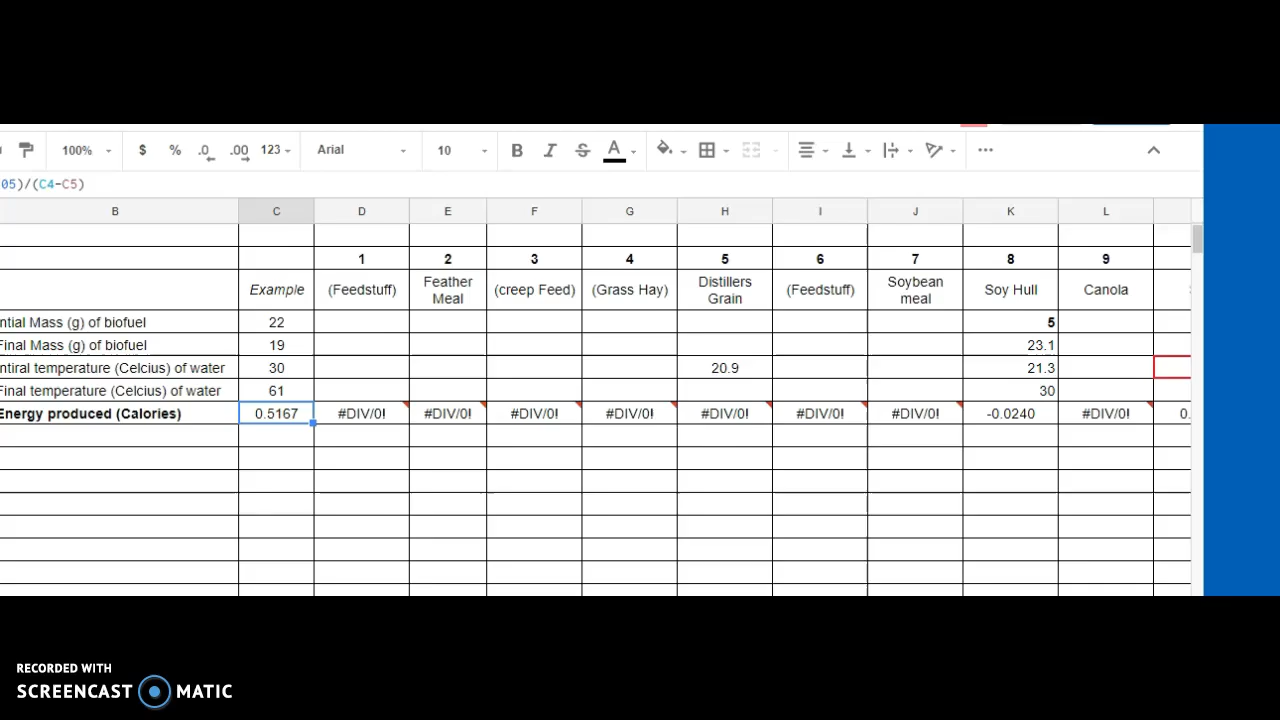 100% $ % .0 .00 123 Arial 10 B I S A
05)/(C4-C5)
B C D E F G H I J K L
1 2 3 4 5 6 7 8 9
Example (Feedstuff) Feather Meal (creep Feed) (Grass Hay) Distillers Grain (Feedstuff) Soybean meal Soy Hull Canola
ntial Mass (g) of biofuel 22 5
Final Mass (g) of biofuel 19 23.1
ntiral temperature (Celcius) of water 30 20.9 21.3
Final temperature (Celcius) of water 61 30
Energy produced (Calories) 0.5167 #DIV/0! #DIV/0! #DIV/0! #DIV/0! #DIV/0! #DIV/0! #DIV/0! -0.0240 #DIV/0! 0.
RECORDED WITH
SCREENCAST MATIC